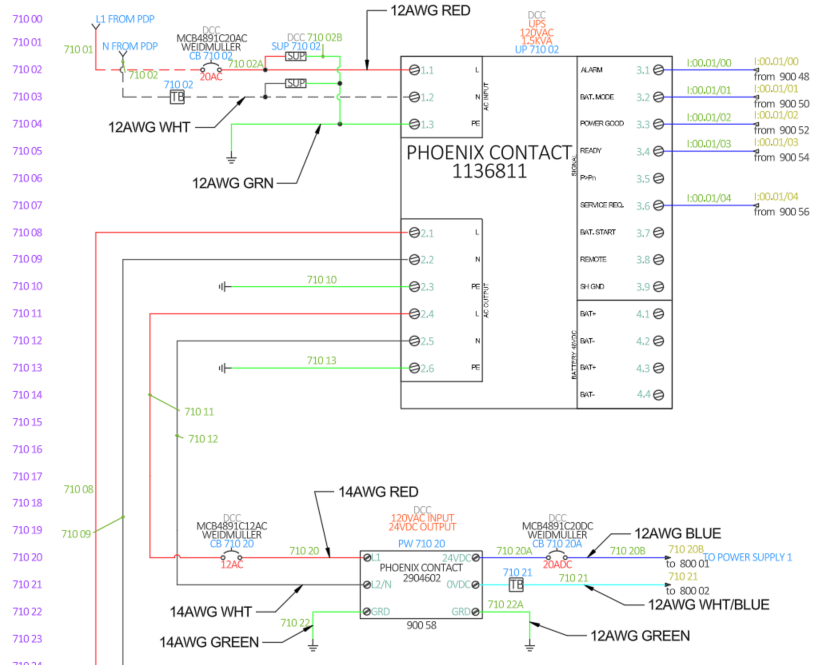 710 00
L1 FROM PDP
DCC
MCB4891C20AC
WEIDMULLER
CB 710 02
20AC
DCC 710 02B
SUP 710 02
12AWG RED
DCC
UPS
120VAC
1.5KVA
UP 710 02
710 01
710 01
N FROM PDP
710 02
710 02
710 02A
SUP
1.1
L
ALARM
3.1
I:00.01/00
I:00.01/00
from 900 48
710 03
710 02
TB
SUP
1.2
N
AC INPUT
BAT. MODE
3.2
I:00.01/01
I:00.01/01
from 900 50
710 04
12AWG WHT
1.3
PE
POWER GOOD
3.3
I:00.01/02
I:00.01/02
from 900 52
710 05
PHOENIX CONTACT
1136811
SIGNAL
READY
3.4
I:00.01/03
I:00.01/03
from 900 54
710 06
12AWG GRN
P>Pn
3.5
710 07
SERVICE REQ.
3.6
I:00.01/04
I:00.01/04
from 900 56
710 08
2.1
L
BAT. START
3.7
710 09
2.2
N
REMOTE
3.8
710 10
710 10
2.3
PE
SH GND
3.9
710 11
2.4
L
AC OUTPUT
BAT+
4.1
710 12
2.5
N
BAT-
4.2
BATTERY 48VDC
710 13
710 13
2.6
PE
BAT+
4.3
710 14
BAT-
4.4
710 11
710 15
710 12
710 16
710 17
710 08
14AWG RED
710 18
DCC
MCB4891C12AC
WEIDMULLER
CB 710 20
12AC
DCC
120VAC INPUT
24VDC OUTPUT
PW 710 20
DCC
MCB4891C20DC
WEIDMULLER
CB 710 20A
20ADC
710 19
710 09
12AWG BLUE
710 20
710 20
L1
24VDC
710 20A
710 20B
710 20B
to 800 01
TO POWER SUPPLY 1
PHOENIX CONTACT
2904602
710 21
L2/N
0VDC
710 21
TB
710 21
710 21
to 800 02
14AWG WHT
12AWG WHT/BLUE
710 22
710 22
GRD
GRD
710 22A
900 58
710 23
14AWG GREEN
12AWG GREEN
710 24